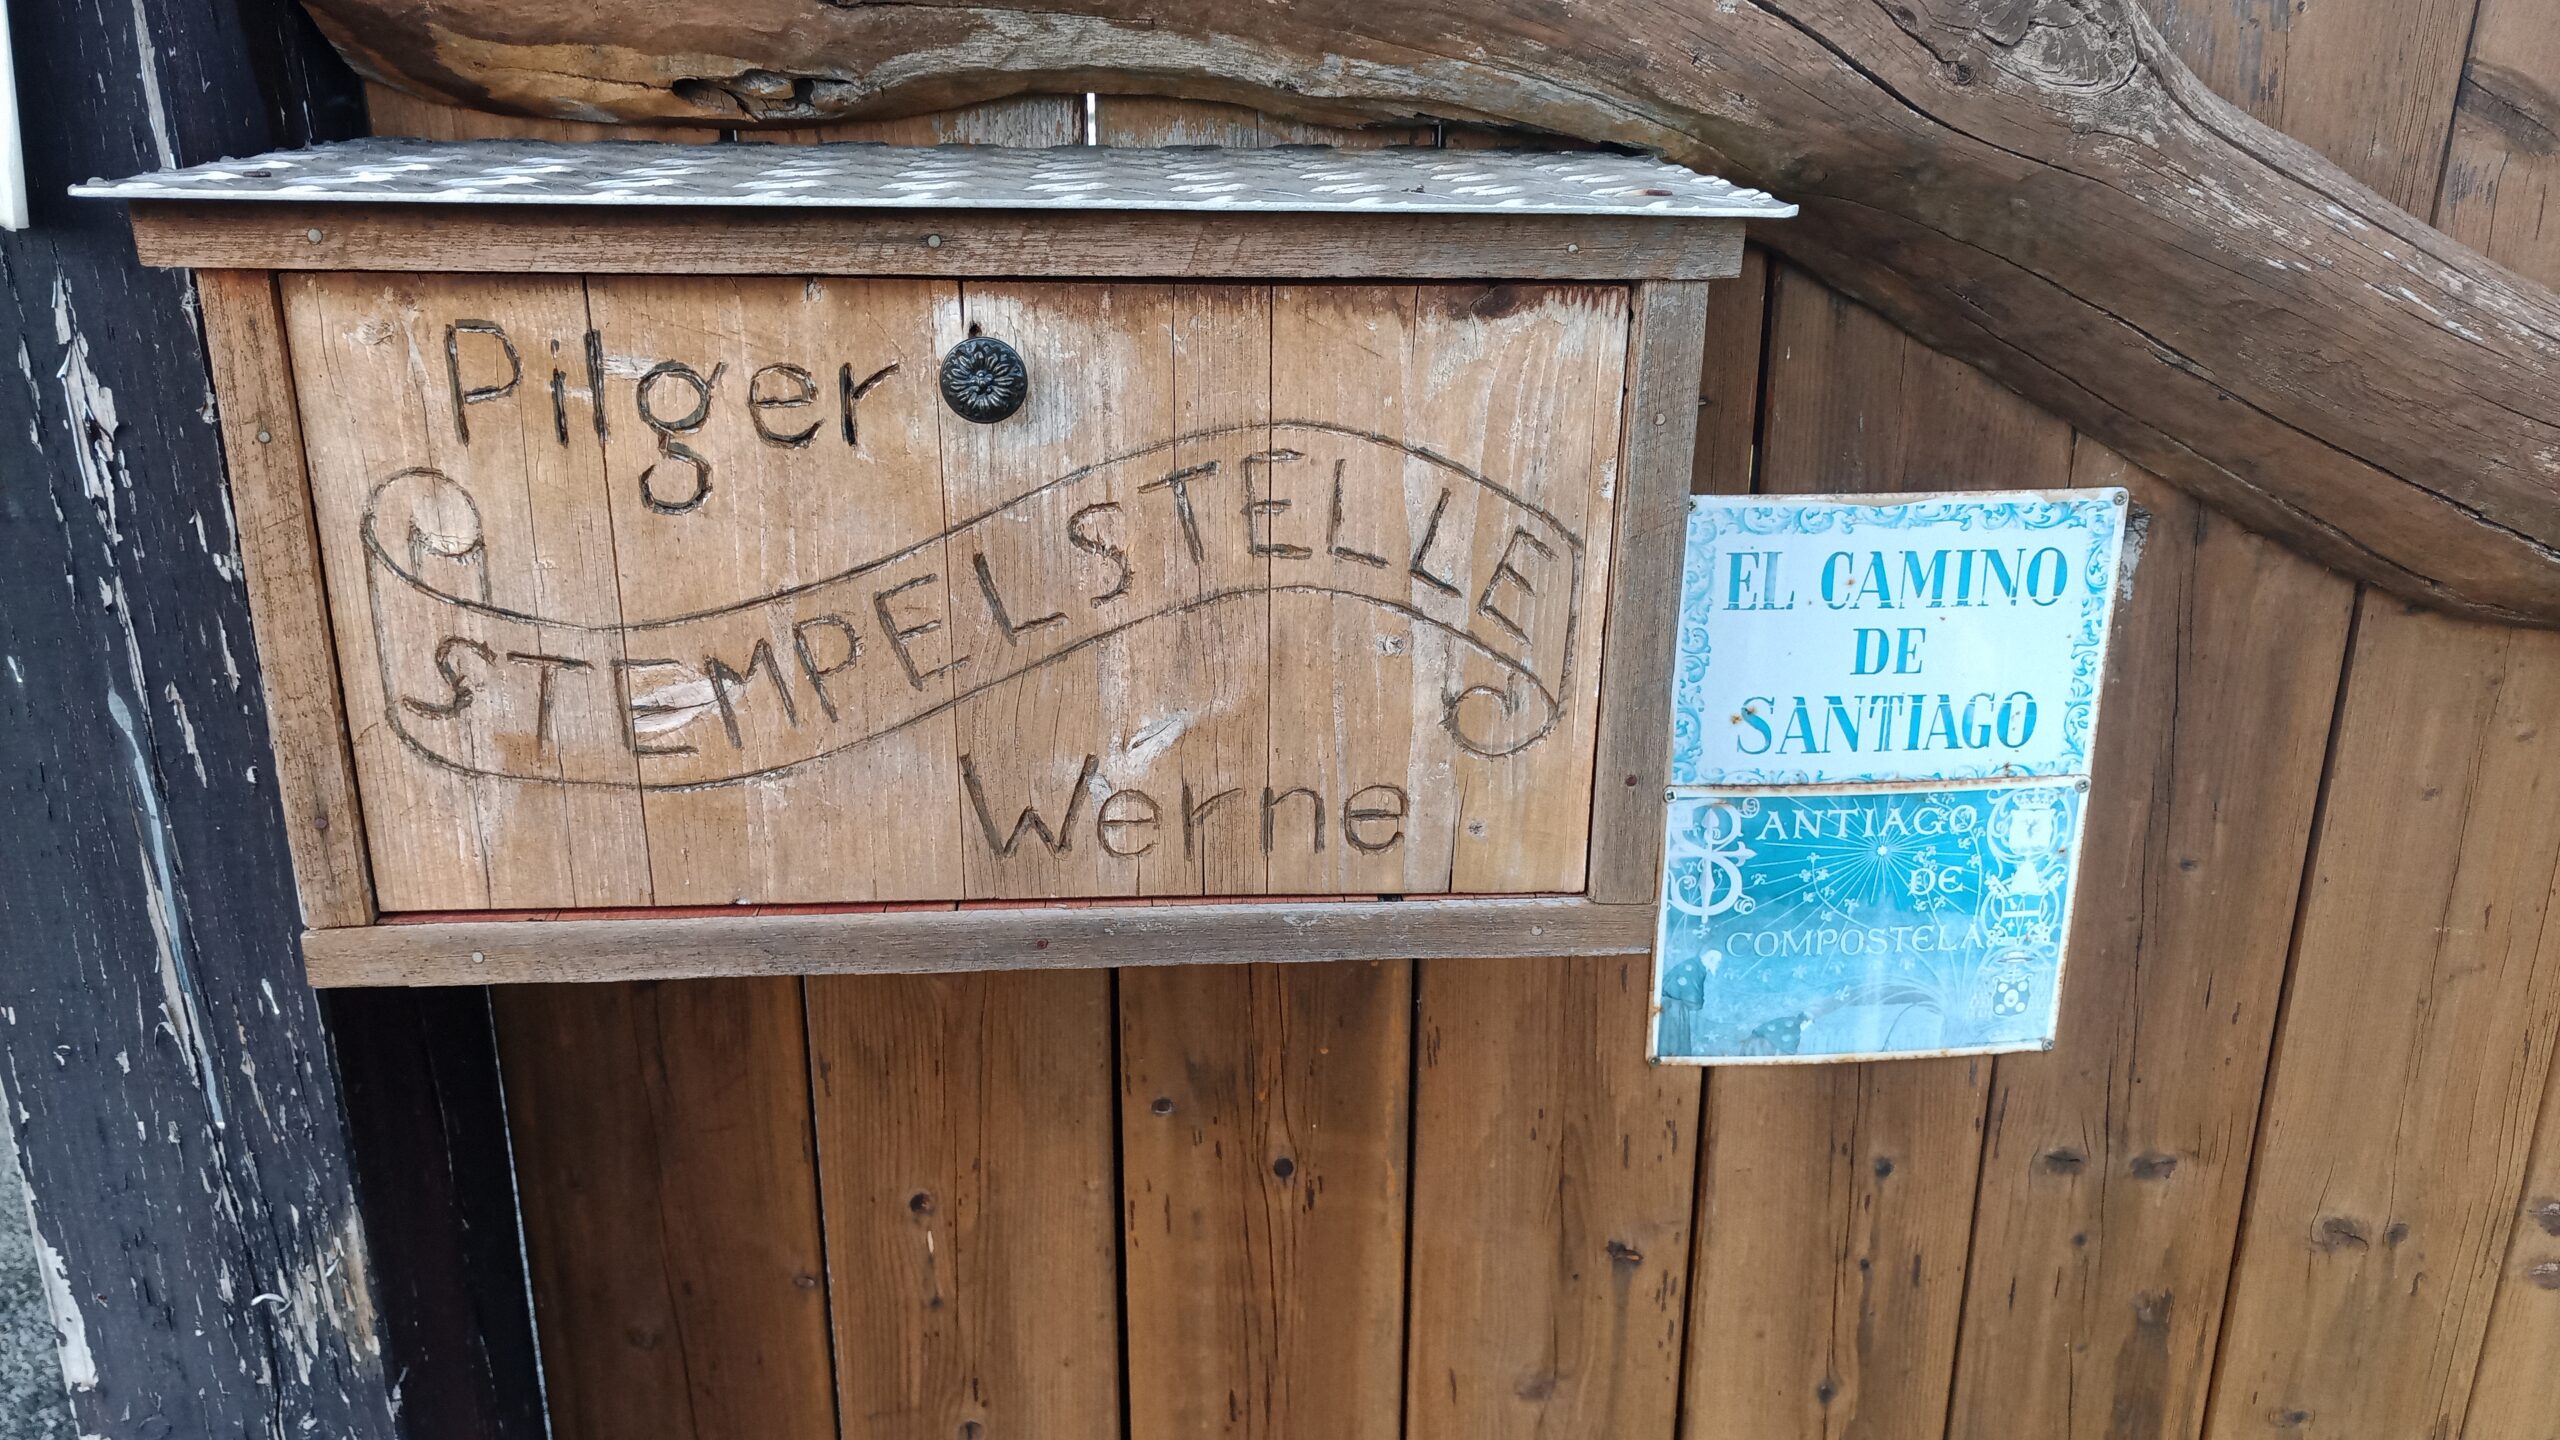 Pilger
STEMPELSTELLE
Werne
EL CAMINO
DE
SANTIAGO
SANTIAGO
DE
COMPOSTELA